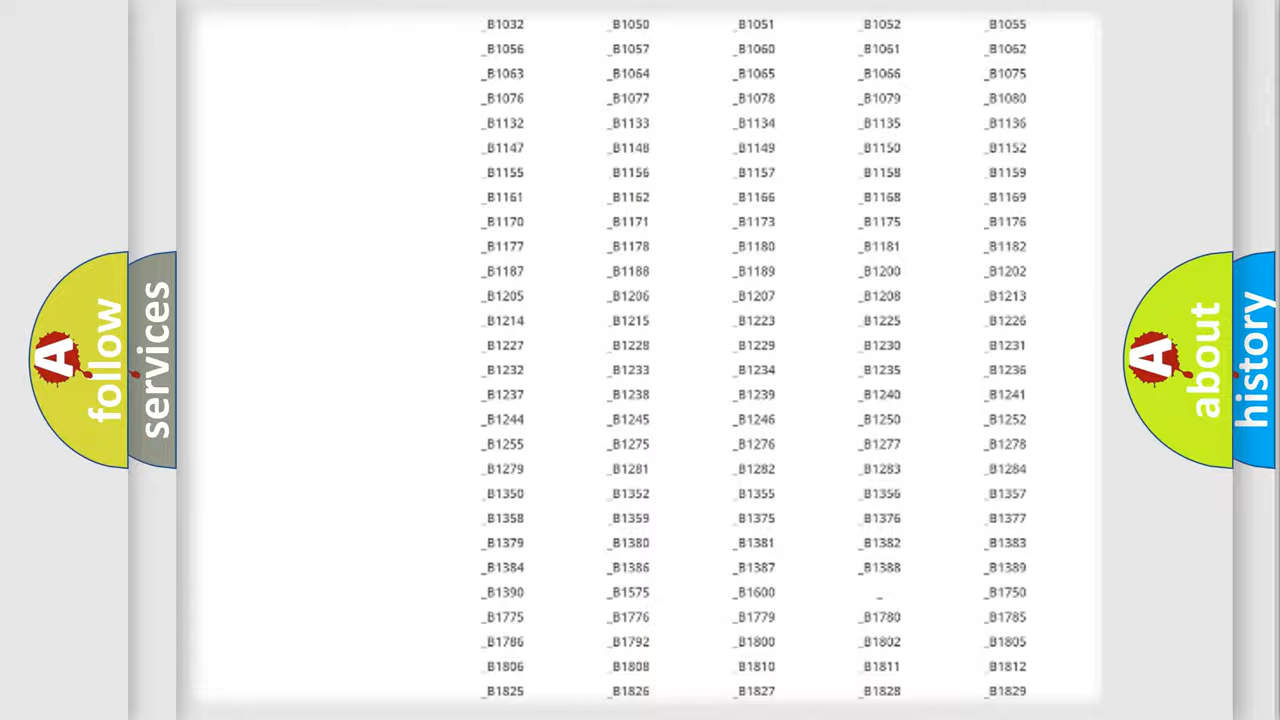 _B1032 _B1050 _B1051 _B1052 _B1055
_B1056 _B1057 _B1060 _B1061 _B1062
_B1063 _B1064 _B1065 _B1066 _B1075
_B1076 _B1077 _B1078 _B1079 _B1080
_B1132 _B1133 _B1134 _B1135 _B1136
_B1147 _B1148 _B1149 _B1150 _B1152
_B1155 _B1156 _B1157 _B1158 _B1159
_B1161 _B1162 _B1166 _B1168 _B1169
_B1170 _B1171 _B1173 _B1175 _B1176
_B1177 _B1178 _B1180 _B1181 _B1182
_B1187 _B1188 _B1189 _B1200 _B1202
_B1205 _B1206 _B1207 _B1208 _B1213
_B1214 _B1215 _B1223 _B1225 _B1226
_B1227 _B1228 _B1229 _B1230 _B1231
_B1232 _B1233 _B1234 _B1235 _B1236
_B1237 _B1238 _B1239 _B1240 _B1241
_B1244 _B1245 _B1246 _B1250 _B1252
_B1255 _B1275 _B1276 _B1277 _B1278
_B1279 _B1281 _B1282 _B1283 _B1284
_B1350 _B1352 _B1355 _B1356 _B1357
_B1358 _B1359 _B1375 _B1376 _B1377
_B1379 _B1380 _B1381 _B1382 _B1383
_B1384 _B1386 _B1387 _B1388 _B1389
_B1390 _B1575 _B1600 _ _B1750
_B1775 _B1776 _B1779 _B1780 _B1785
_B1786 _B1792 _B1800 _B1802 _B1805
_B1806 _B1808 _B1810 _B1811 _B1812
_B1825 _B1826 _B1827 _B1828 _B1829
A
follow
services
A
about
history